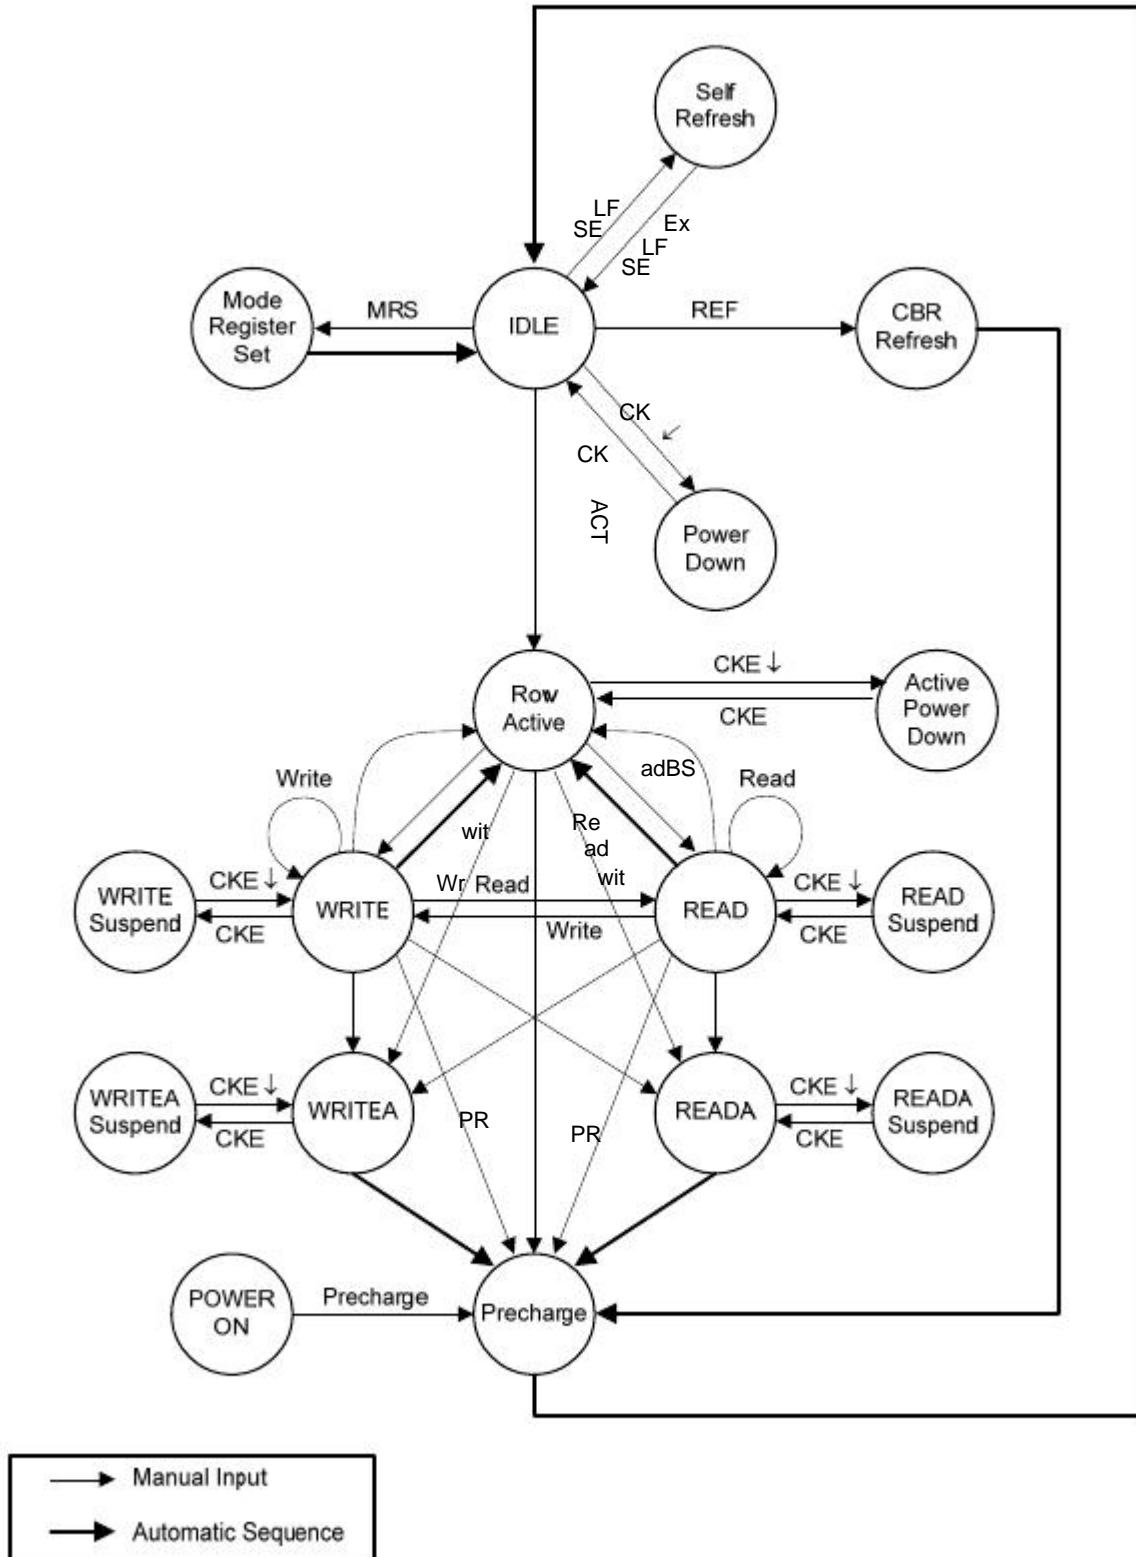 Self
Refresh
LF
SE
Ex
LF
SE
Mode
Register
Set
MRS
IDLE
REF
CBR
Refresh
CK
↙
CK
ACT
Power
Down
Row
Active
CKE ↓
CKE
Active
Power
Down
Write
adBS
Read
wit
Re
ad
wit
Wr
Read
WRITE
Suspend
CKE ↓
CKE
WRITE
Write
READ
CKE ↓
CKE
READ
Suspend
WRITEA
Suspend
CKE ↓
CKE
WRITEA
PR
PR
READA
CKE ↓
CKE
READA
Suspend
POWER
ON
Precharge
Precharge
Manual Input
Automatic Sequence